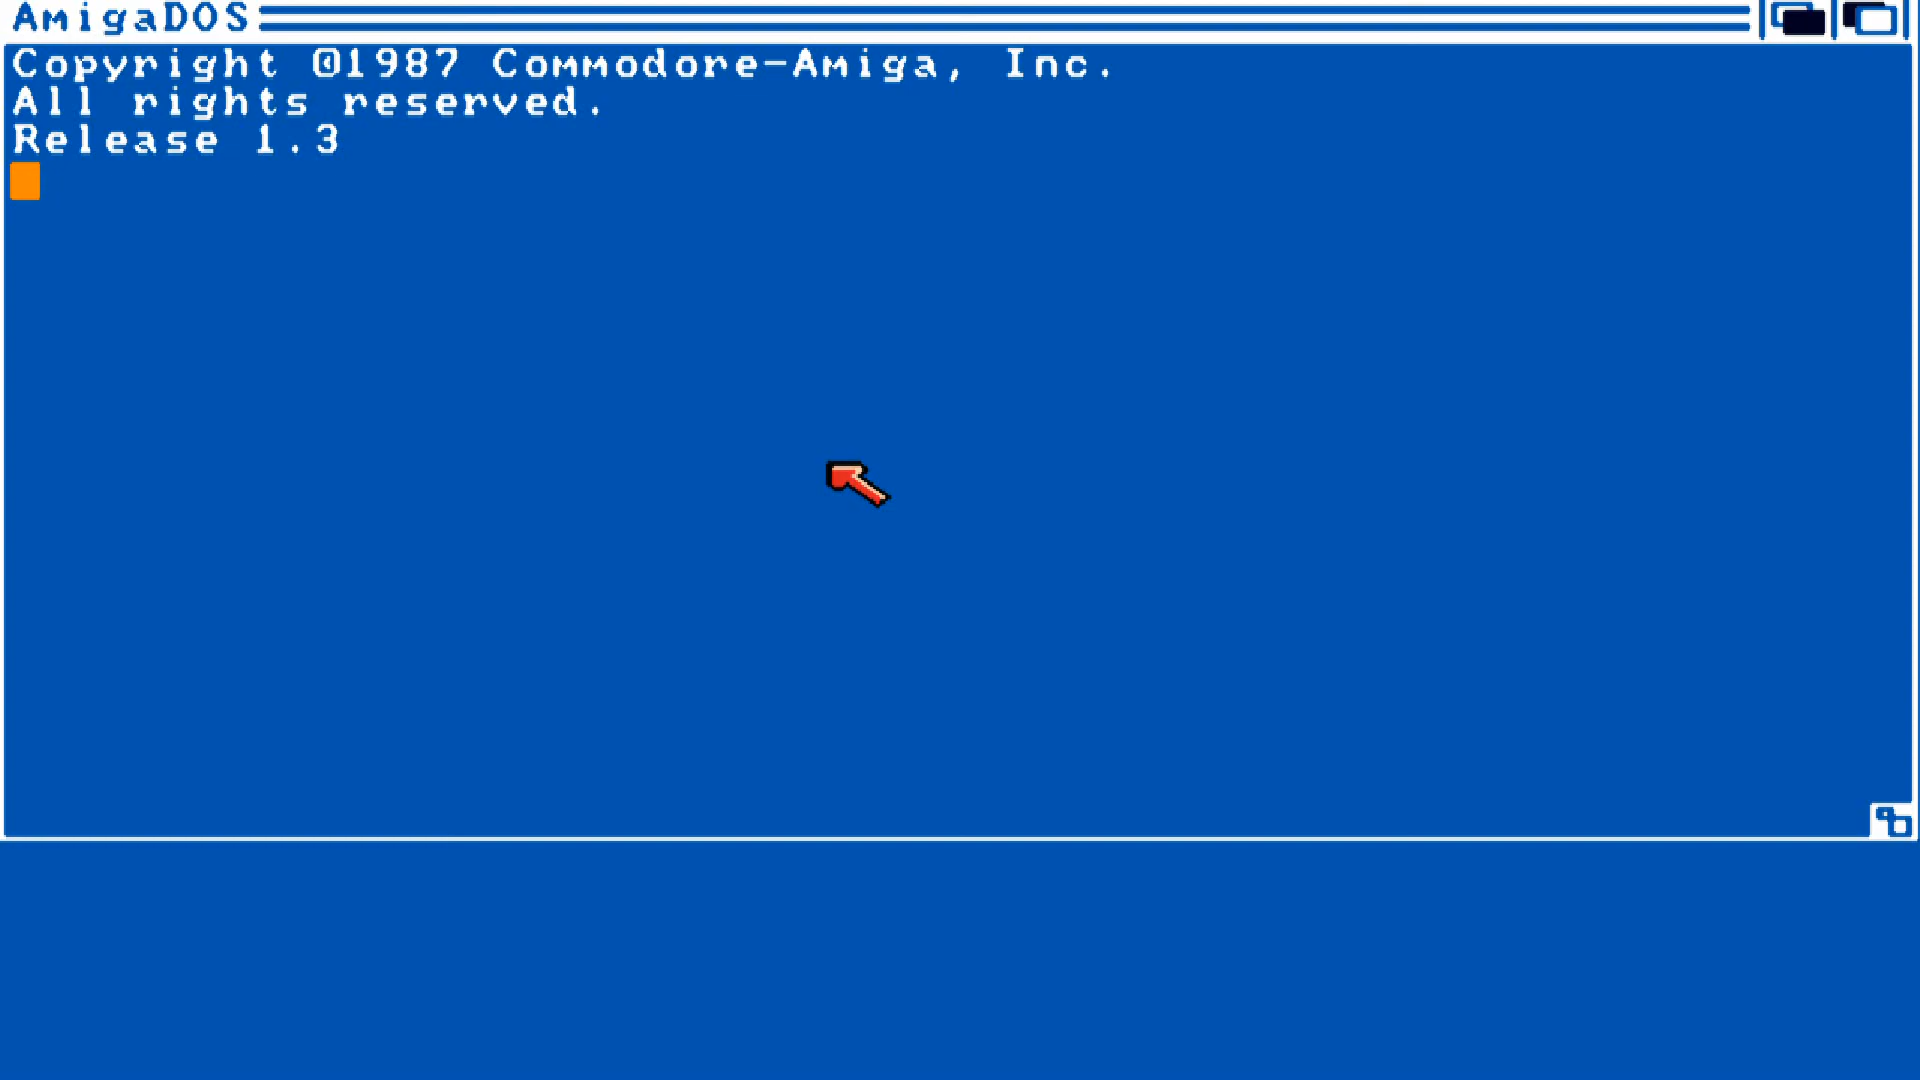 AmigaDOS
Copyright ©1987 Commodore-Amiga, Inc.
All rights reserved.
Release 1.3